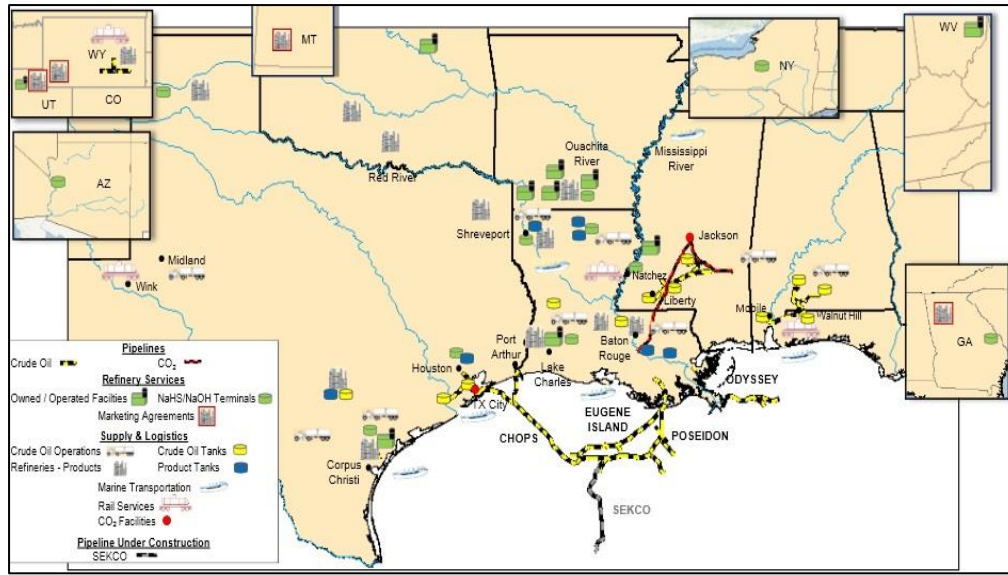 WY
UT
CO
MT
NY
WV
AZ
Ouachita
River
Mississippi
River
Red River
Shreveport
Jackson
Midland
Wink
Natchez
Liberty
Mobile
Walnut Hill
GA
Port
Arthur
Baton
Rouge
Houston
Lake
Charles
TX City
ODYSSEY
EUGENE
ISLAND
CHOPS
POSEIDON
Corpus
Christi
SEKCO
Pipelines
Crude Oil
CO₂
Refinery Services
Owned / Operated Facilties
NaHS/NaOH Terminals
Marketing Agreements
Supply & Logistics
Crude Oil Operations
Crude Oil Tanks
Refineries - Products
Product Tanks
Marine Transportation
Rail Services
CO₂ Facilities
Pipeline Under Construction
SEKCO